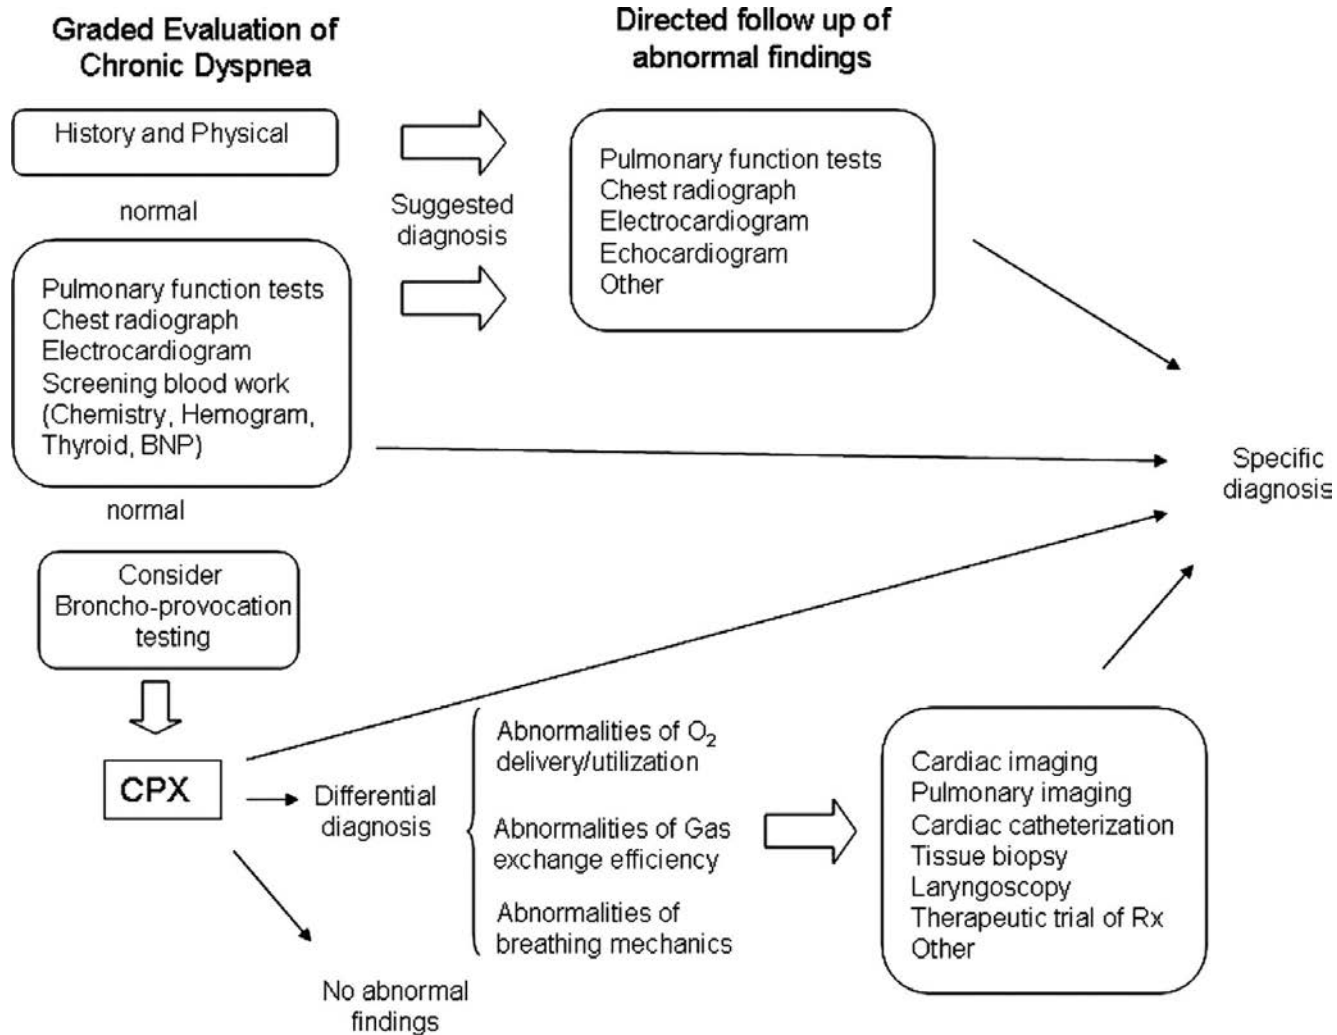 Graded Evaluation of
Chronic Dyspnea
Directed follow up of
abnormal findings
History and Physical
normal
Suggested
diagnosis
Pulmonary function tests
Chest radiograph
Electrocardiogram
Echocardiogram
Other
Pulmonary function tests
Chest radiograph
Electrocardiogram
Screening blood work
(Chemistry, Hemogram,
Thyroid, BNP)
normal
Specific
diagnosis
Consider
Broncho-provocation
testing
CPX
Differential
diagnosis
Abnormalities of O₂
delivery/utilization
Abnormalities of Gas
exchange efficiency
Abnormalities of
breathing mechanics
Cardiac imaging
Pulmonary imaging
Cardiac catheterization
Tissue biopsy
Laryngoscopy
Therapeutic trial of Rx
Other
No abnormal
findings